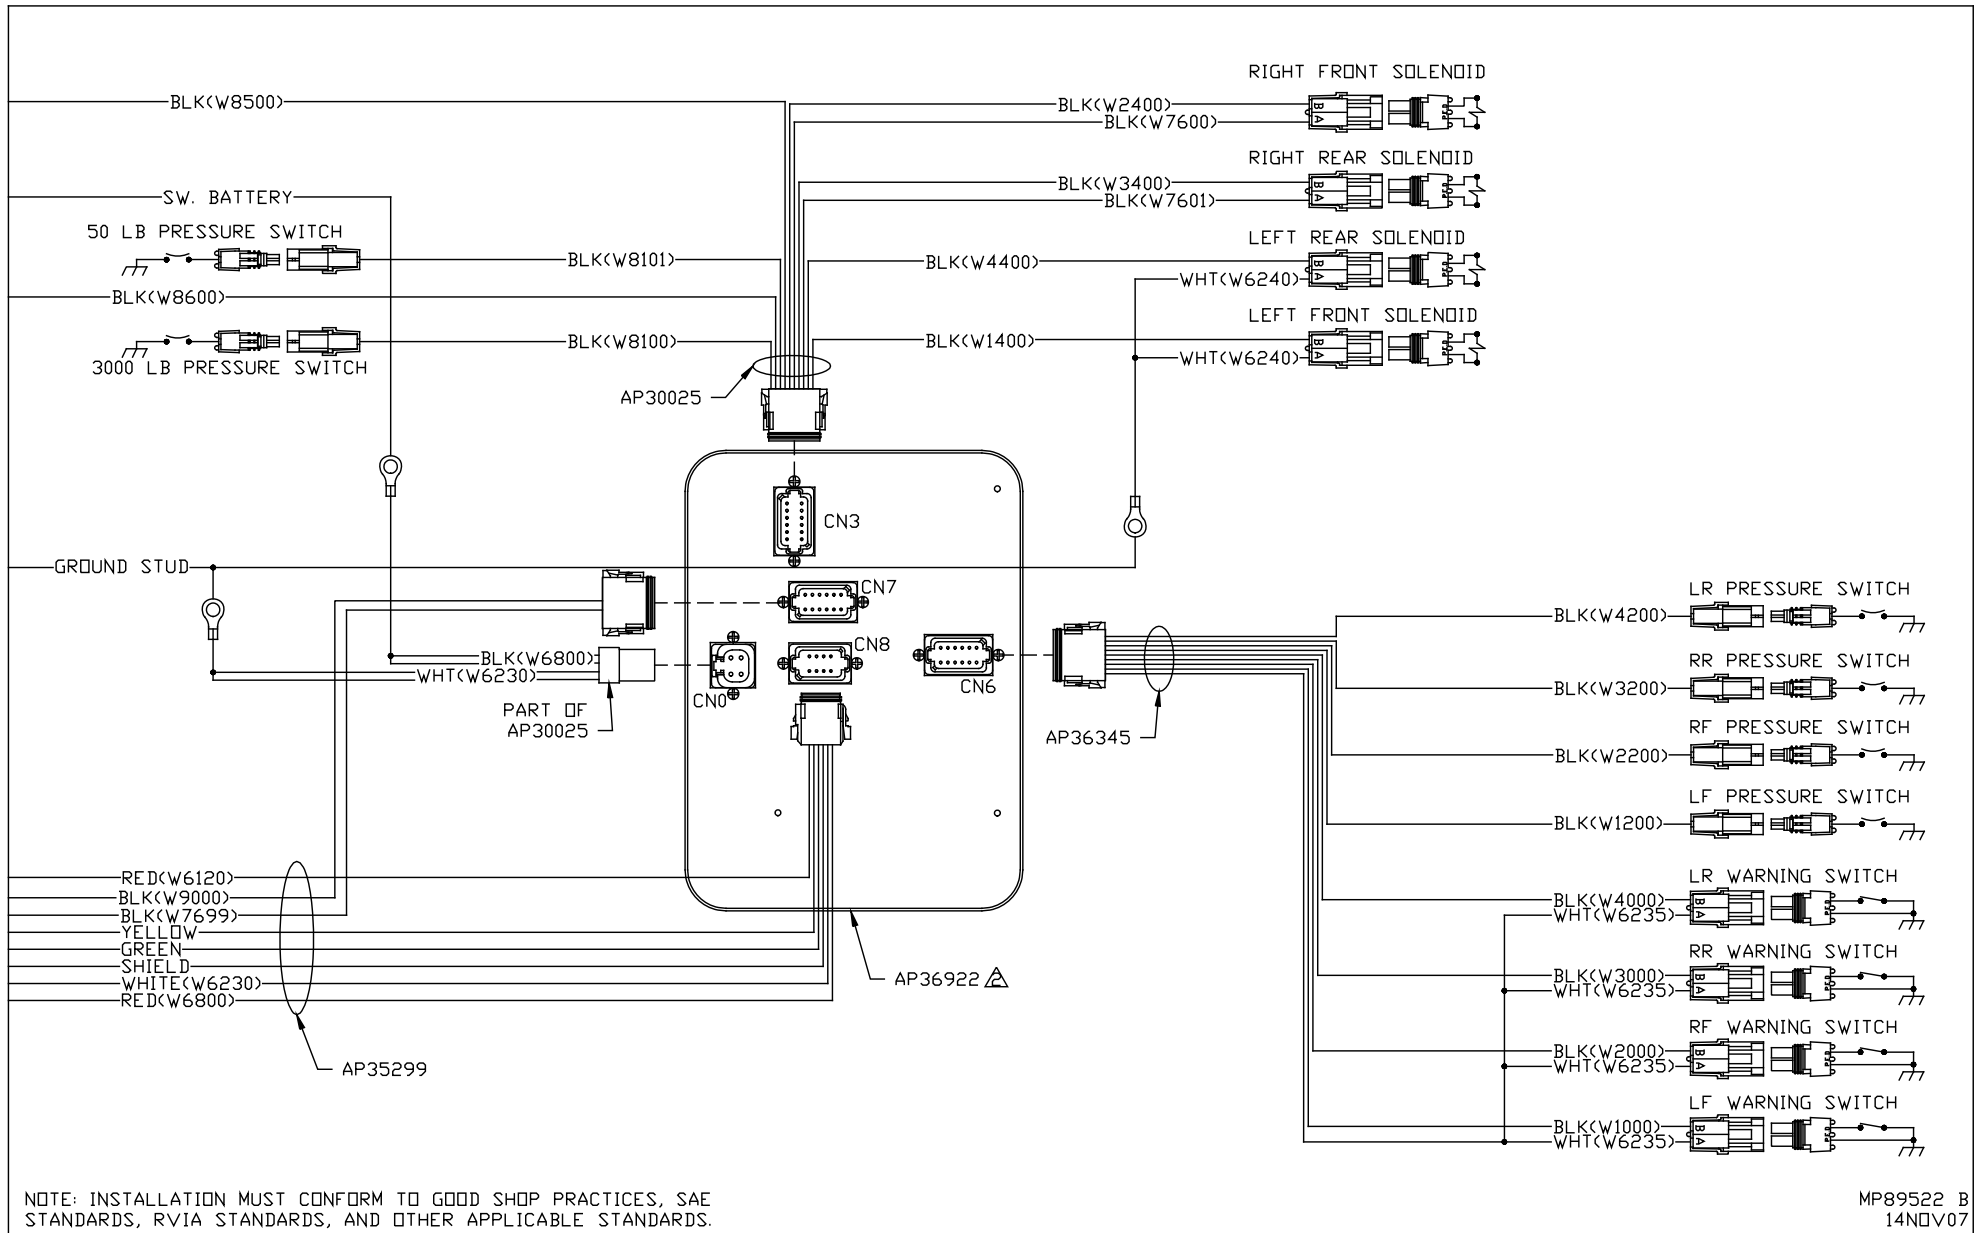 RIGHT FRONT SOLENOID
BLK(W8500)
BLK(W2400)
BLK(W7600)
B
A
RIGHT REAR SOLENOID
BLK(W3400)
BLK(W7601)
B
A
SW. BATTERY
50 LB PRESSURE SWITCH
BLK(W8101)
LEFT REAR SOLENOID
BLK(W4400)
WHT(W6240)
B
A
BLK(W8600)
LEFT FRONT SOLENOID
BLK(W8100)
BLK(W1400)
WHT(W6240)
B
A
3000 LB PRESSURE SWITCH
AP30025
CN3
GROUND STUD
CN7
CN8
BLK(W6800)
WHT(W6230)
CN6
CN0
PART OF
AP30025
AP36345
LR PRESSURE SWITCH
BLK(W4200)
RR PRESSURE SWITCH
BLK(W3200)
RF PRESSURE SWITCH
BLK(W2200)
LF PRESSURE SWITCH
BLK(W1200)
LR WARNING SWITCH
BLK(W4000)
WHT(W6235)
B
A
RR WARNING SWITCH
BLK(W3000)
WHT(W6235)
B
A
RF WARNING SWITCH
BLK(W2000)
WHT(W6235)
B
A
LF WARNING SWITCH
BLK(W1000)
WHT(W6235)
B
A
RED(W6120)
BLK(W9000)
BLK(W7699)
YELLOW
GREEN
SHIELD
WHITE(W6230)
RED(W6800)
AP36922 2
AP35299
NOTE: INSTALLATION MUST CONFORM TO GOOD SHOP PRACTICES, SAE
STANDARDS, RVIA STANDARDS, AND OTHER APPLICABLE STANDARDS.
MP89522 B
14NOV07